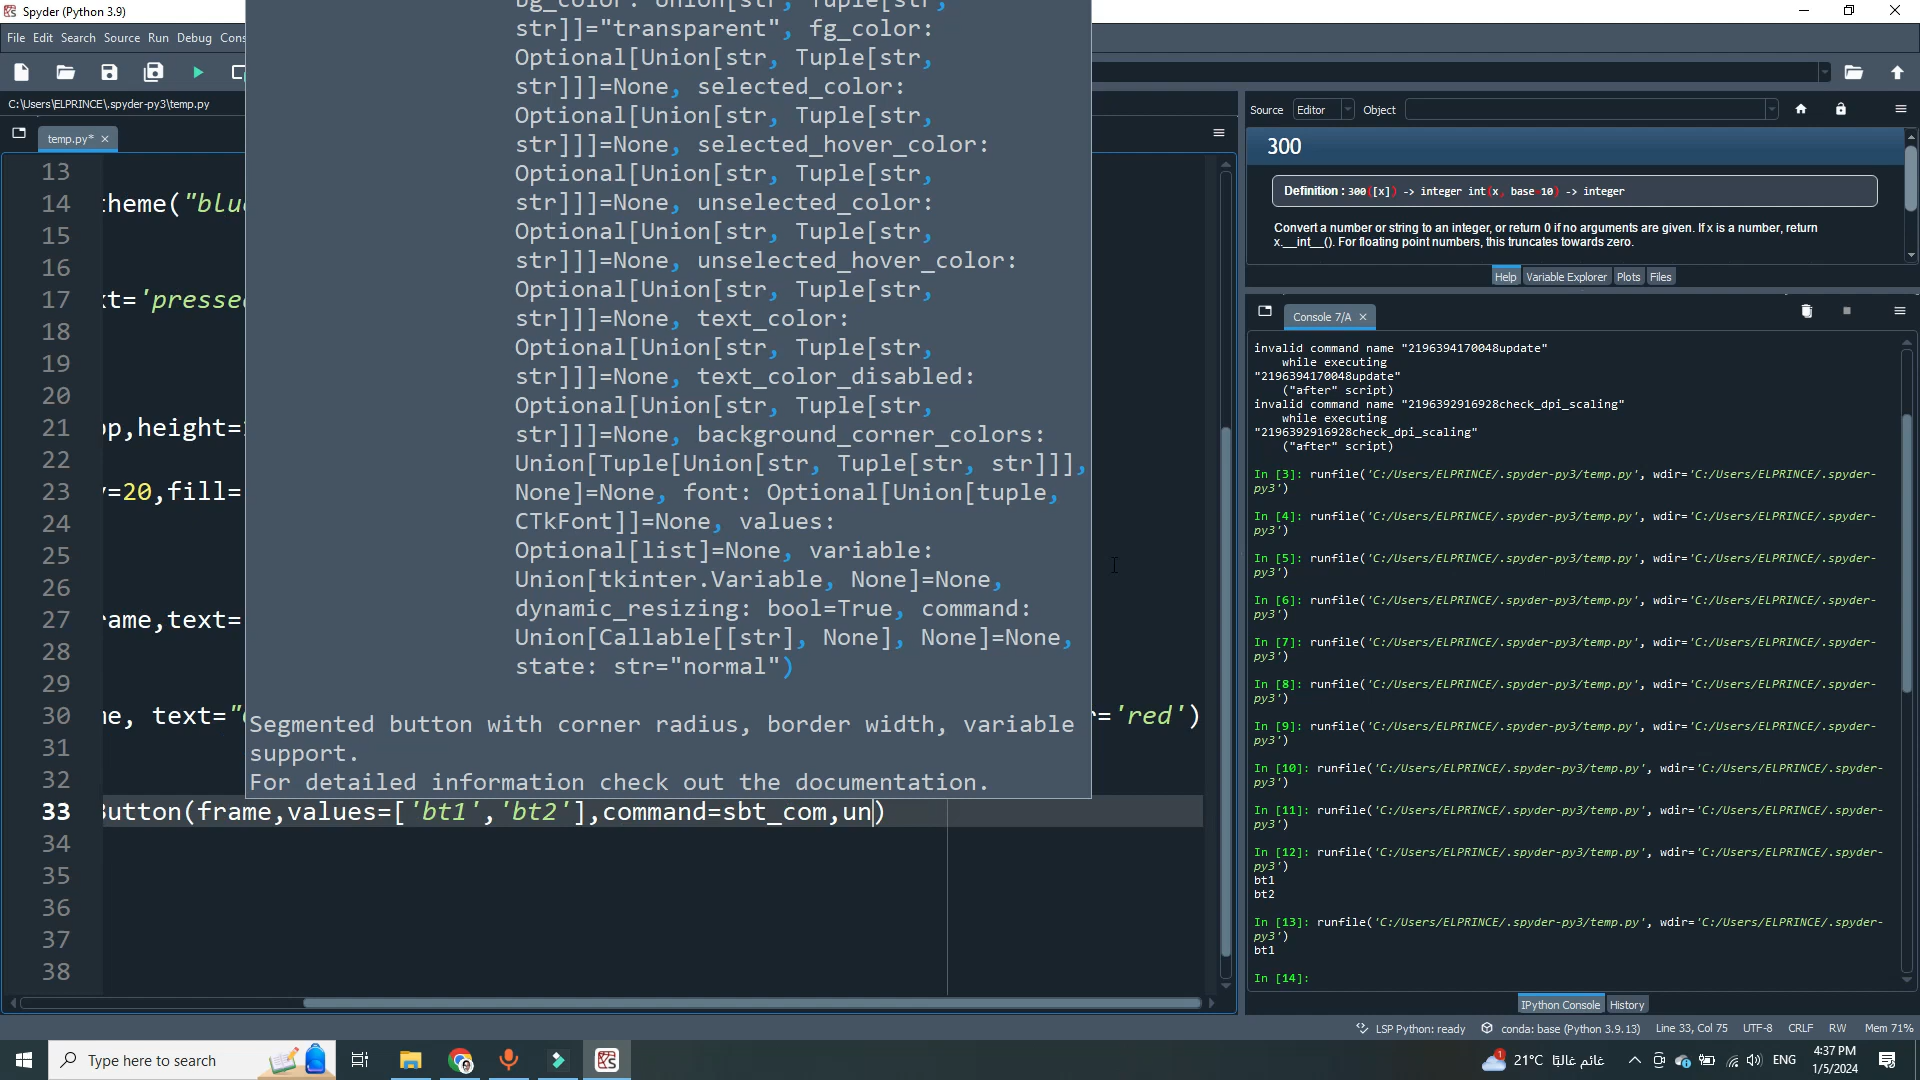 Spyder (Python 3.9)
File Edit Search Source Run Debug Cons
C:\Users\ELPRINCE\.spyder-py3\temp.py
temp.py*
str]]="transparent", fg_color:
Optional[Union[str, Tuple[str,
str]]]=None, selected_color:
Optional[Union[str, Tuple[str,
str]]]=None, selected_hover_color:
Optional[Union[str, Tuple[str,
str]]]=None, unselected_color:
Optional[Union[str, Tuple[str,
str]]]=None, unselected_hover_color:
Optional[Union[str, Tuple[str,
str]]]=None, text_color:
Optional[Union[str, Tuple[str,
str]]]=None, text_color_disabled:
Optional[Union[str, Tuple[str,
str]]]=None, background_corner_colors:
Union[Tuple[Union[str, Tuple[str, str]]],
None]=None, font: Optional[Union[tuple,
CTkFont]]=None, values:
Optional[list]=None, variable:
Union[tkinter.Variable, None]=None,
dynamic_resizing: bool=True, command:
Union[Callable[[str], None], None]=None,
state: str="normal")
Segmented button with corner radius, border width, variable
support.
For detailed information check out the documentation.
13
14 theme("blue
15
16
17 xt='pressed
18
19
20
21 pp,height=
22
23 y=20,fill=
24
25
26
27 rame,text=
28
29
30 me, text=" r='red')
31
32
33 Button(frame,values=['bt1','bt2'],command=sbt_com,un)
34
35
36
37
38
Source Editor Object
300
Definition : 300([x]) -> integer int(x, base=10) -> integer
Convert a number or string to an integer, or return 0 if no arguments are given. If x is a number, return
x.__int__(). For floating point numbers, this truncates towards zero.
Help Variable Explorer Plots Files
Console 7/A
invalid command name "2196394170048update"
while executing
"2196394170048update"
("after" script)
invalid command name "2196392916928check_dpi_scaling"
while executing
"2196392916928check_dpi_scaling"
("after" script)
In [3]: runfile('C:/Users/ELPRINCE/.spyder-py3/temp.py', wdir='C:/Users/ELPRINCE/.spyder-
py3')
In [4]: runfile('C:/Users/ELPRINCE/.spyder-py3/temp.py', wdir='C:/Users/ELPRINCE/.spyder-
py3')
In [5]: runfile('C:/Users/ELPRINCE/.spyder-py3/temp.py', wdir='C:/Users/ELPRINCE/.spyder-
py3')
In [6]: runfile('C:/Users/ELPRINCE/.spyder-py3/temp.py', wdir='C:/Users/ELPRINCE/.spyder-
py3')
In [7]: runfile('C:/Users/ELPRINCE/.spyder-py3/temp.py', wdir='C:/Users/ELPRINCE/.spyder-
py3')
In [8]: runfile('C:/Users/ELPRINCE/.spyder-py3/temp.py', wdir='C:/Users/ELPRINCE/.spyder-
py3')
In [9]: runfile('C:/Users/ELPRINCE/.spyder-py3/temp.py', wdir='C:/Users/ELPRINCE/.spyder-
py3')
In [10]: runfile('C:/Users/ELPRINCE/.spyder-py3/temp.py', wdir='C:/Users/ELPRINCE/.spyder-
py3')
In [11]: runfile('C:/Users/ELPRINCE/.spyder-py3/temp.py', wdir='C:/Users/ELPRINCE/.spyder-
py3')
In [12]: runfile('C:/Users/ELPRINCE/.spyder-py3/temp.py', wdir='C:/Users/ELPRINCE/.spyder-
py3')
bt1
bt2
In [13]: runfile('C:/Users/ELPRINCE/.spyder-py3/temp.py', wdir='C:/Users/ELPRINCE/.spyder-
py3')
bt1
In [14]:
IPython Console History
LSP Python: ready conda: base (Python 3.9.13) Line 33, Col 75 UTF-8 CRLF RW Mem 71%
Type here to search
1 21°C غائم غالبًا ENG 4:37 PM
1/5/2024